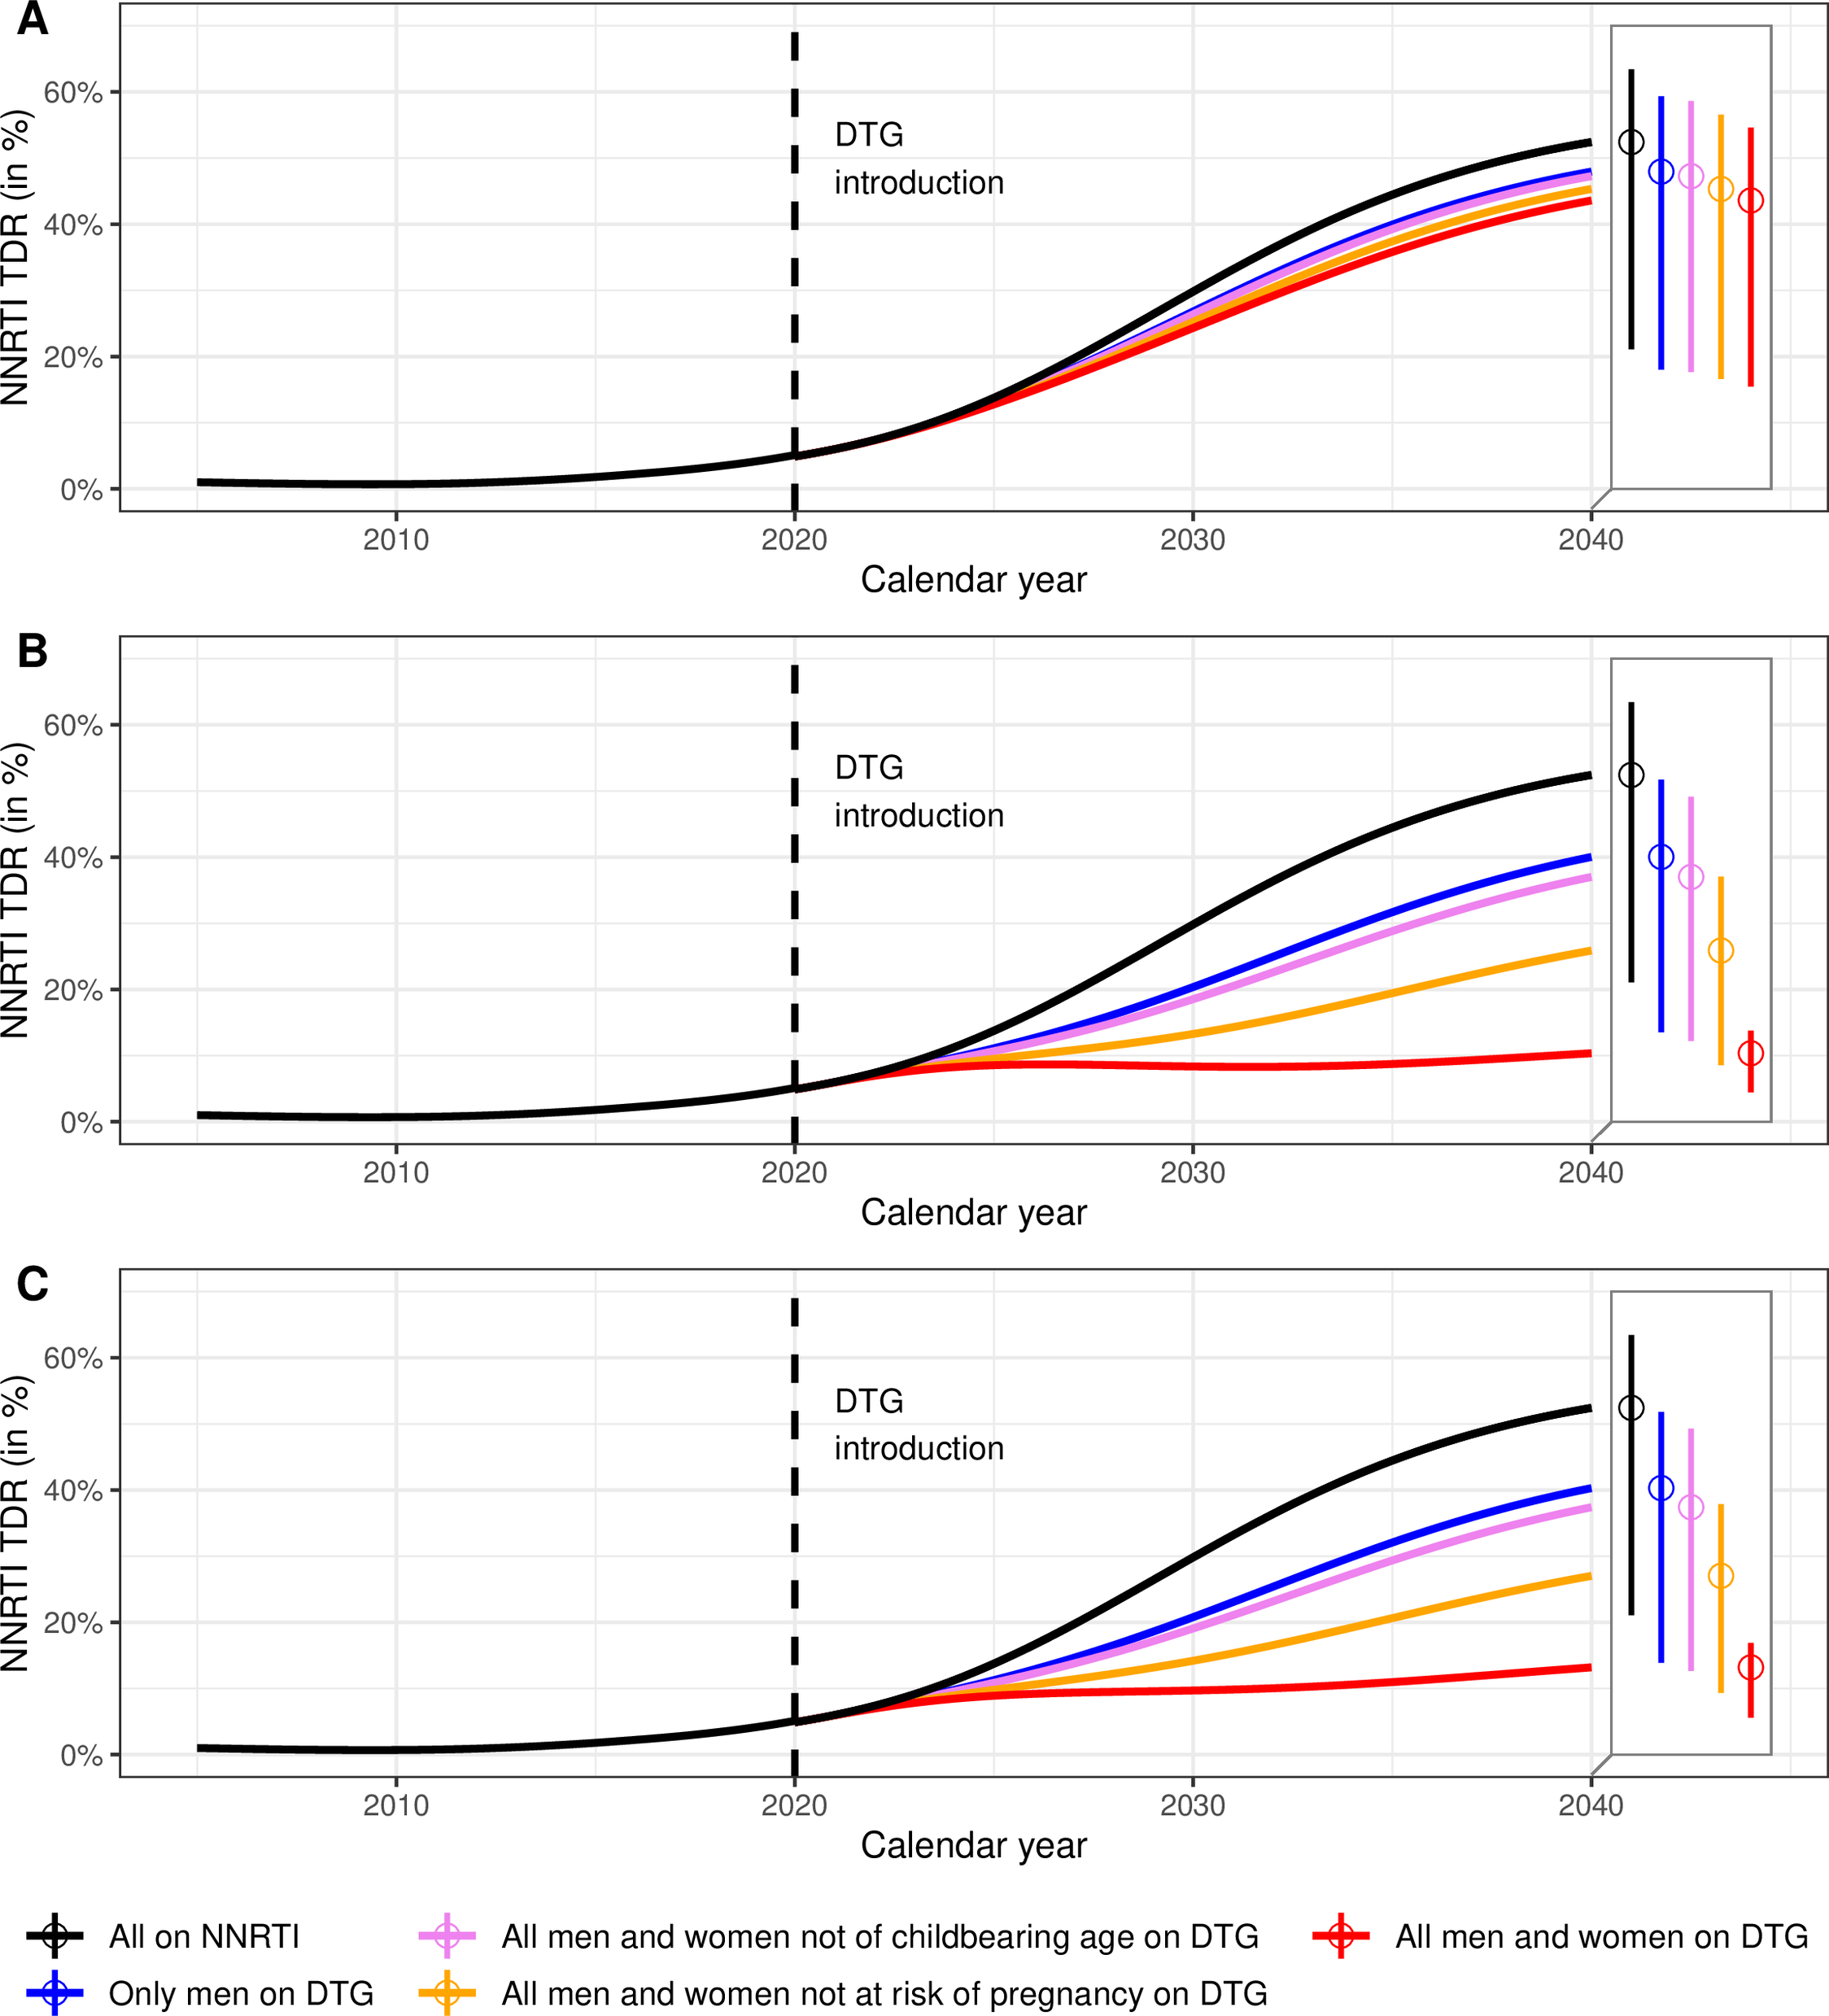 A
NNRTI TDR (in %)
60%
40%
20%
0%
DTG
introduction
2010 2020 2030 2040
Calendar year
B
NNRTI TDR (in %)
60%
40%
20%
0%
DTG
introduction
2010 2020 2030 2040
Calendar year
C
NNRTI TDR (in %)
60%
40%
20%
0%
DTG
introduction
2010 2020 2030 2040
Calendar year
All on NNRTI All men and women not of childbearing age on DTG All men and women on DTG
Only men on DTG All men and women not at risk of pregnancy on DTG